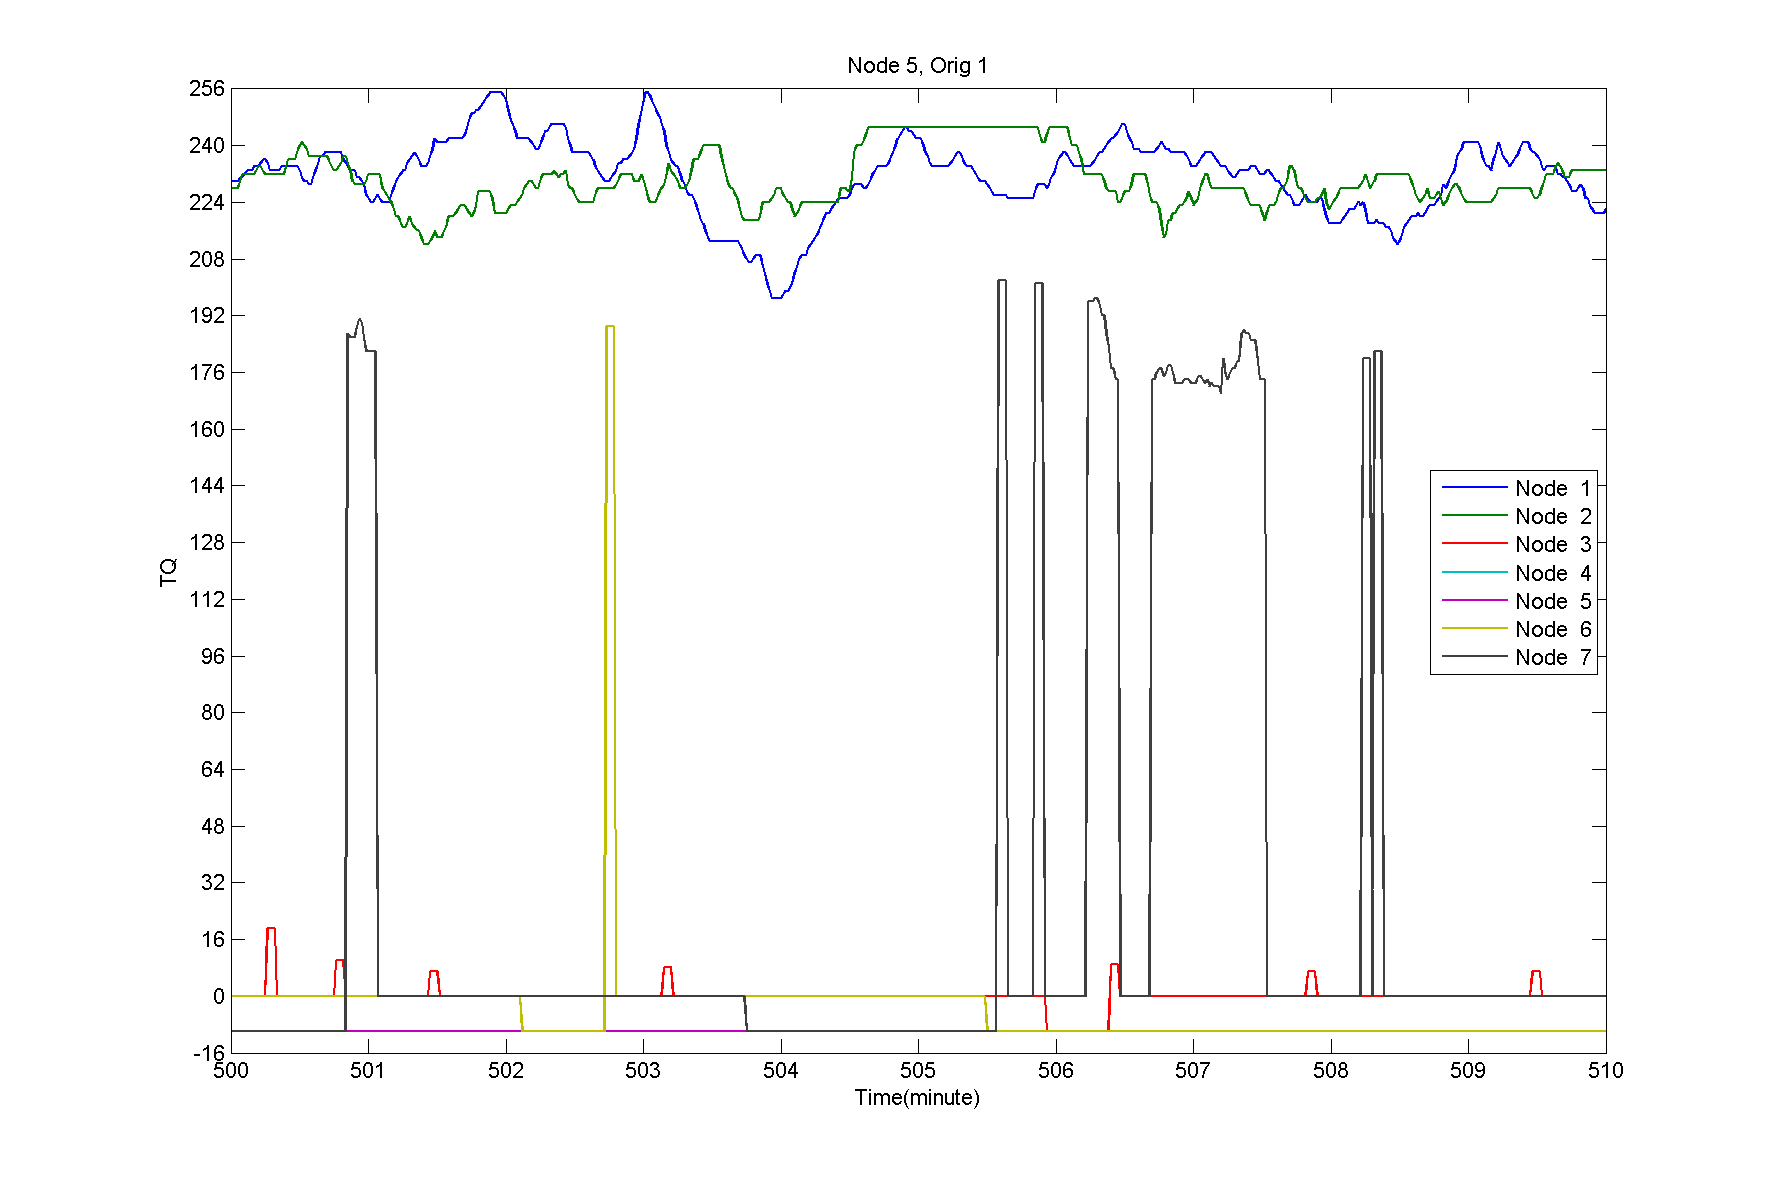 Node 5, Orig 1
256
240
224
208
192
176
160
144
128
112
96
80
64
48
32
16
0
-16
TQ
Node 1
Node 2
Node 3
Node 4
Node 5
Node 6
Node 7
500 501 502 503 504 505 506 507 508 509 510
Time(minute)